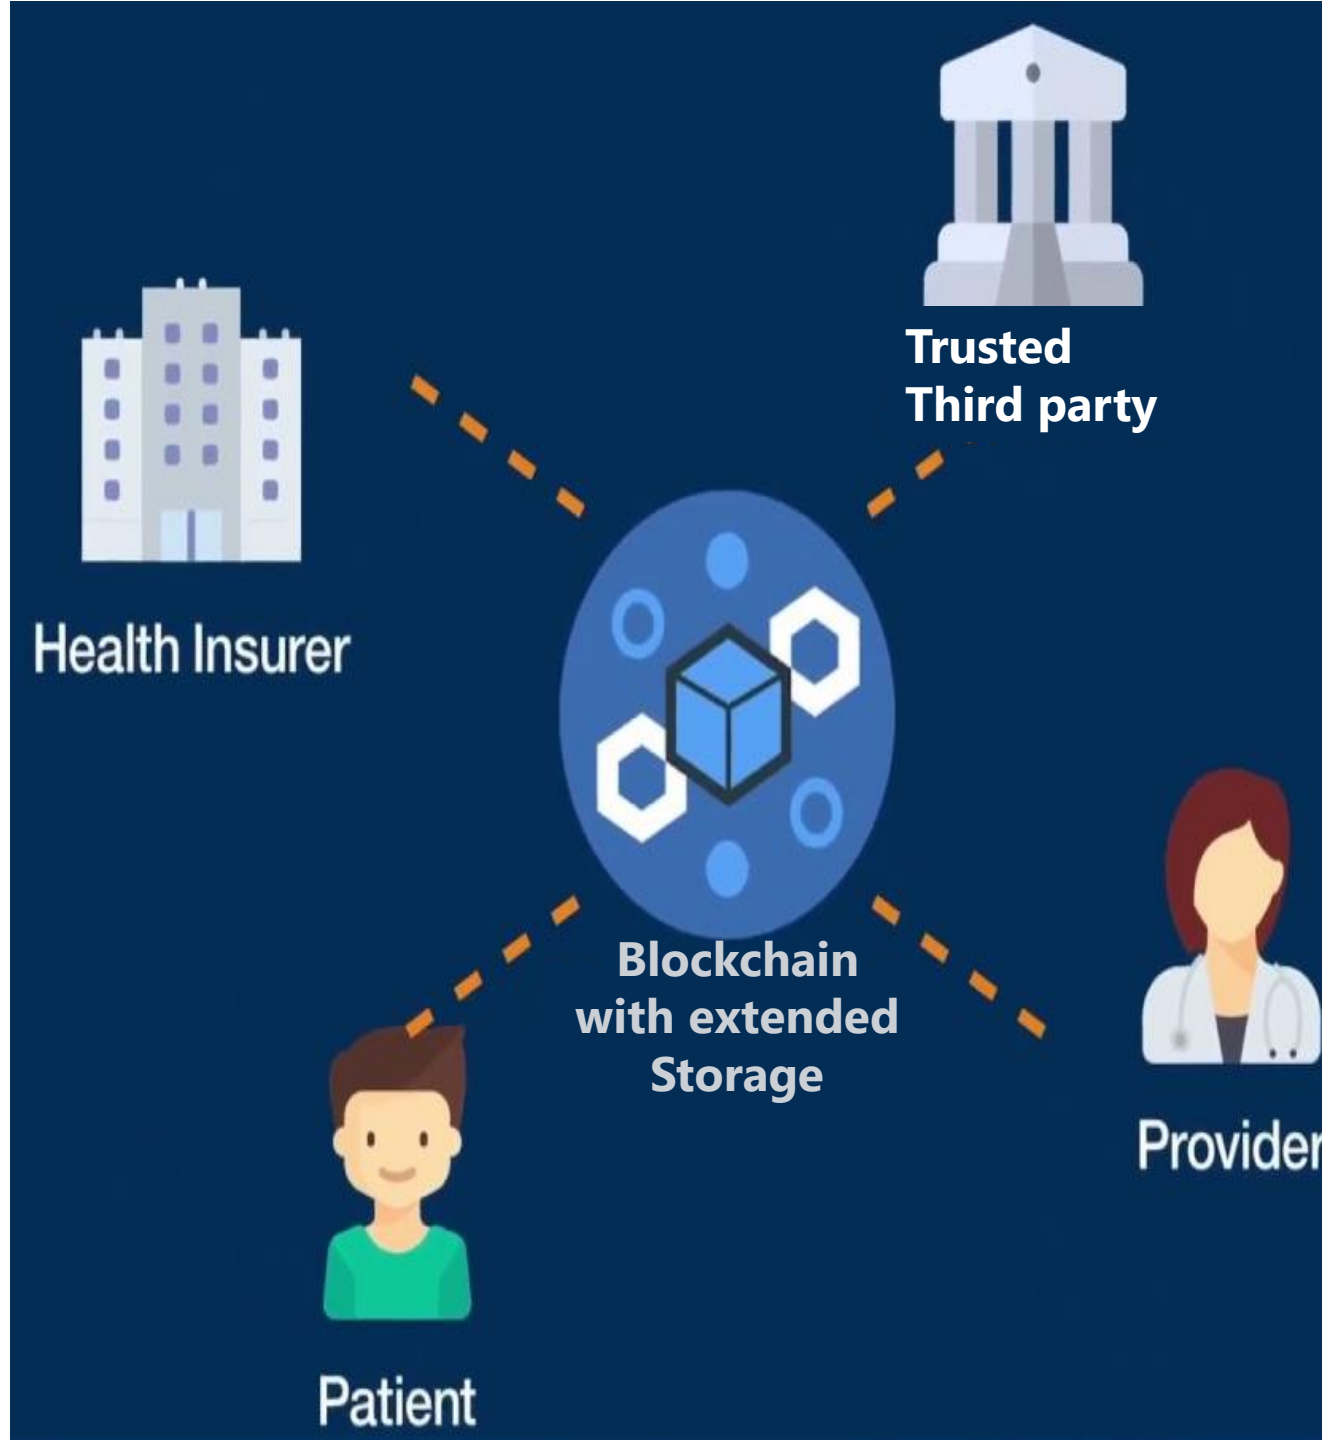 Trusted
Third party
Health Insurer
Blockchain
with extended
Storage
Provider
Patient